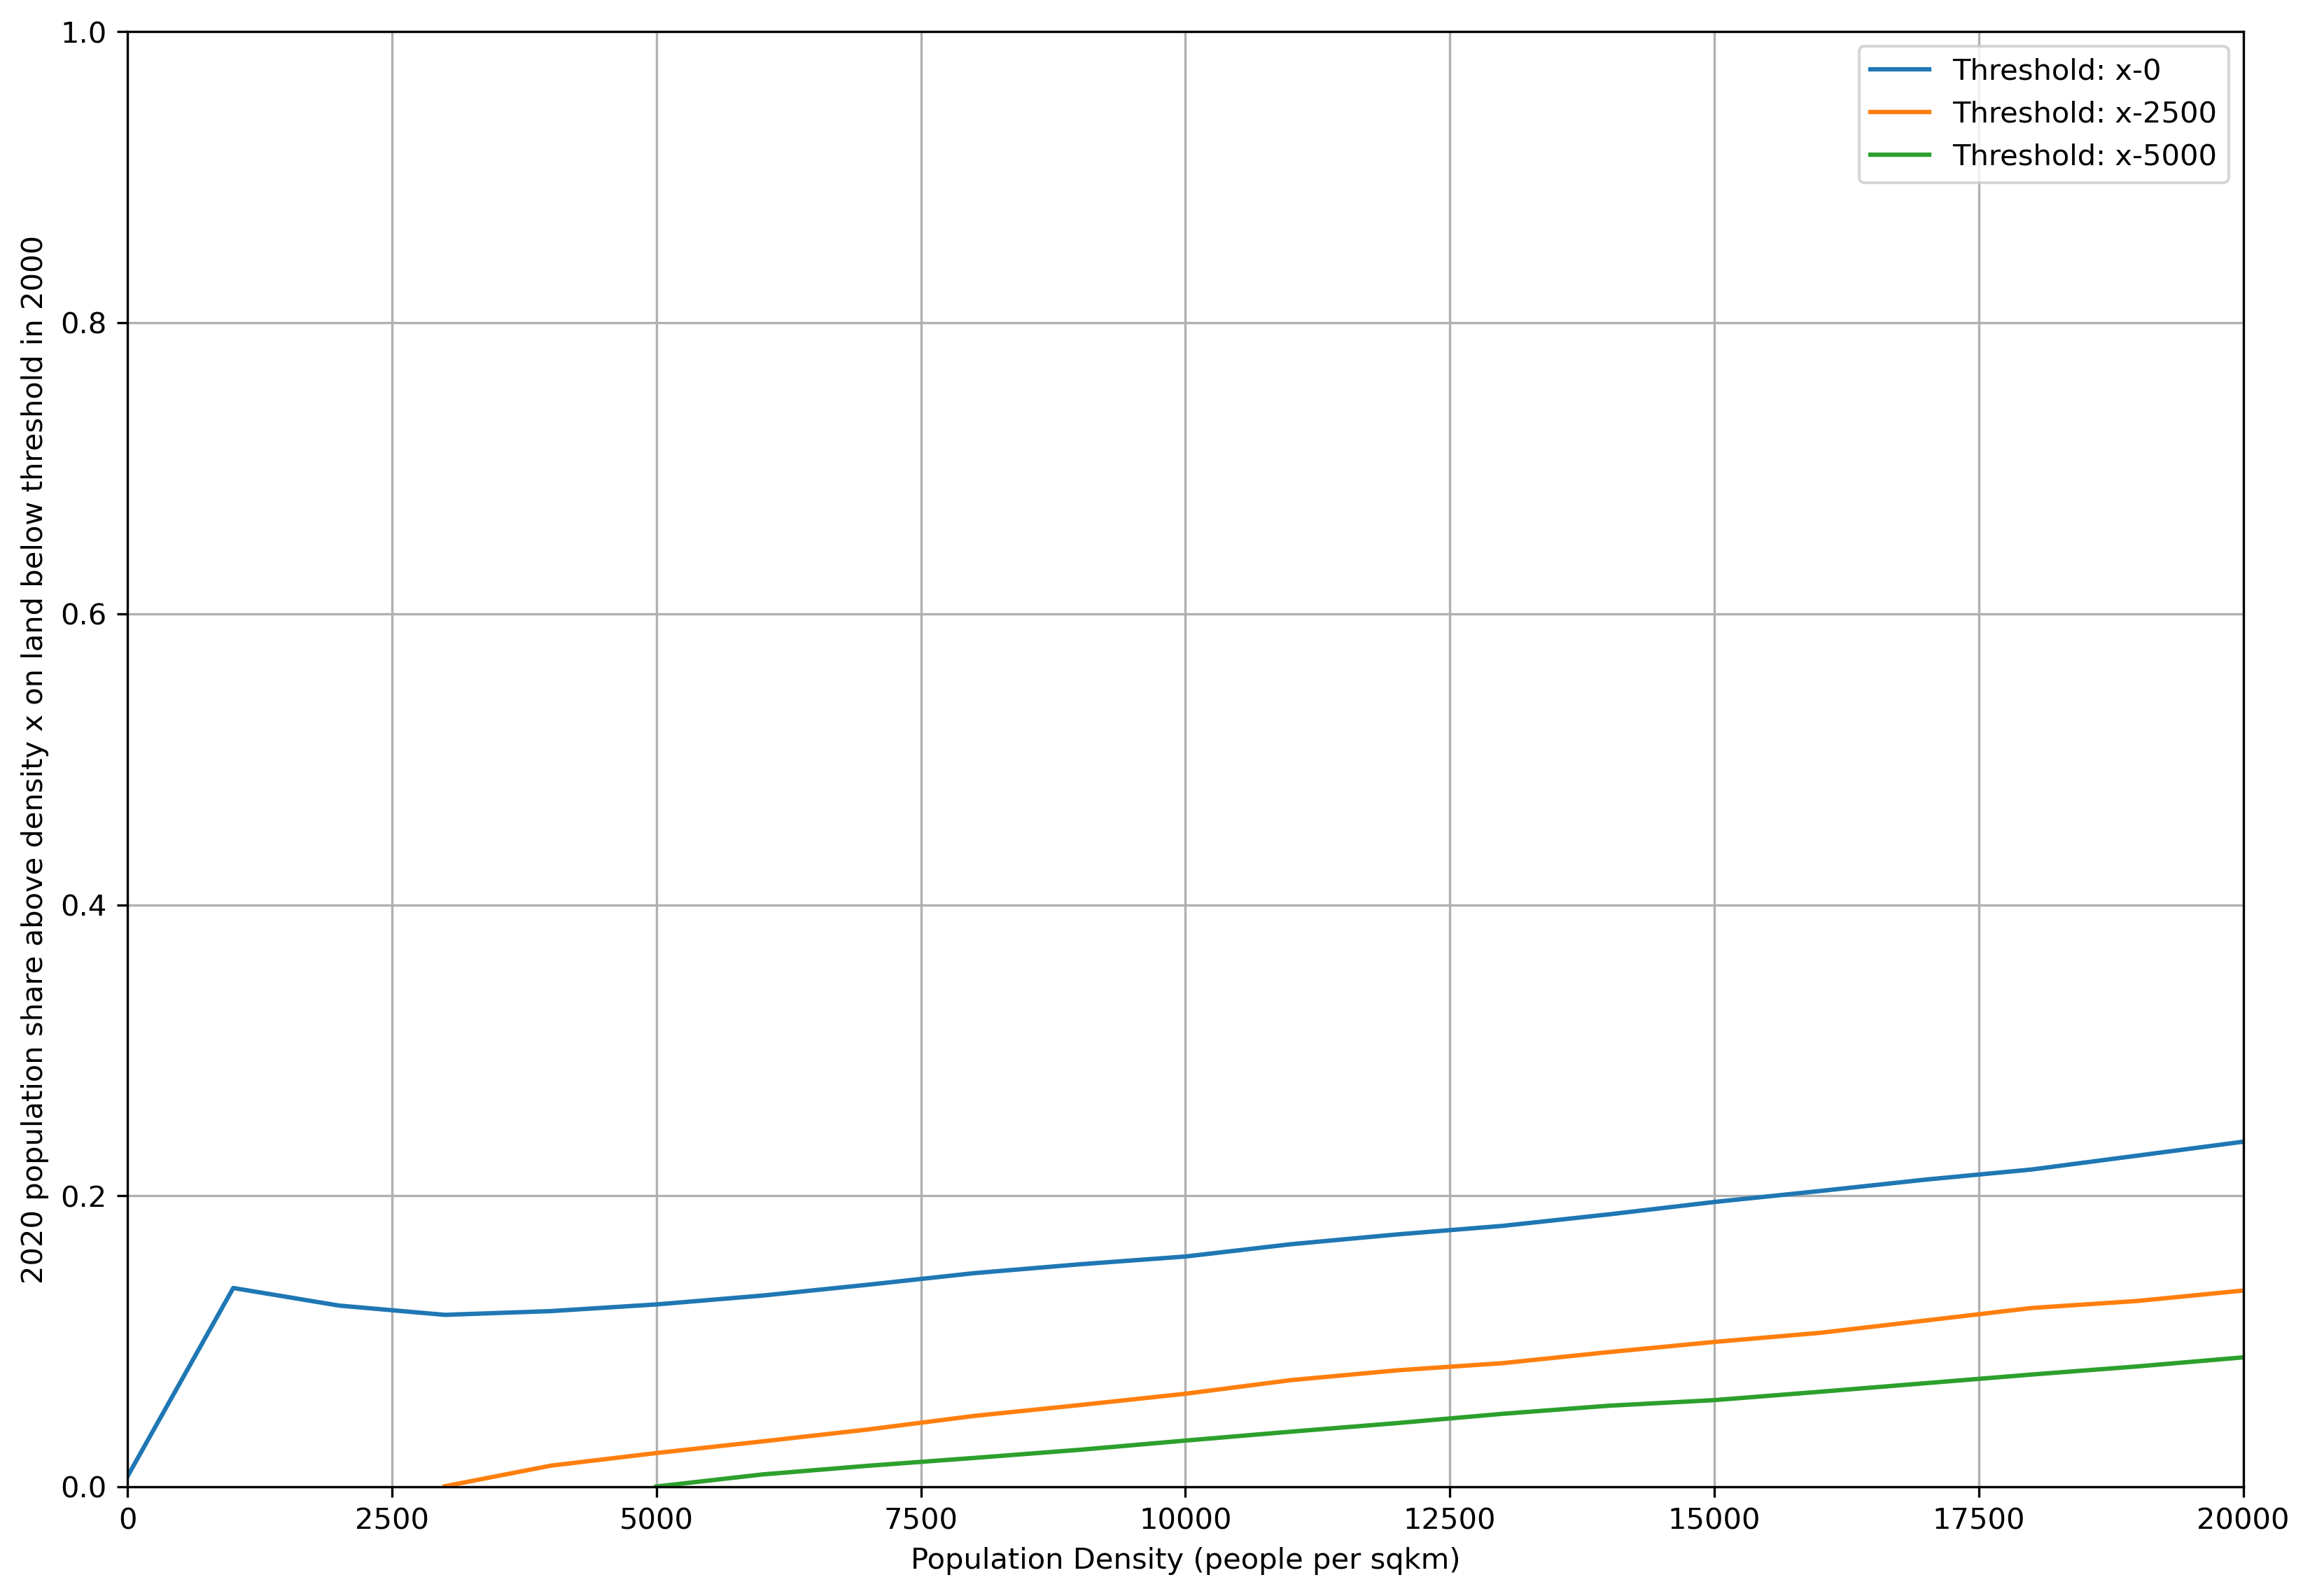 1.0
0.8
0.6
0.4
0.2
0.0
2020 population share above density x on land below threshold in 2000
Threshold: x-0
Threshold: x-2500
Threshold: x-5000
0 2500 5000 7500 10000 12500 15000 17500 20000
Population Density (people per sqkm)